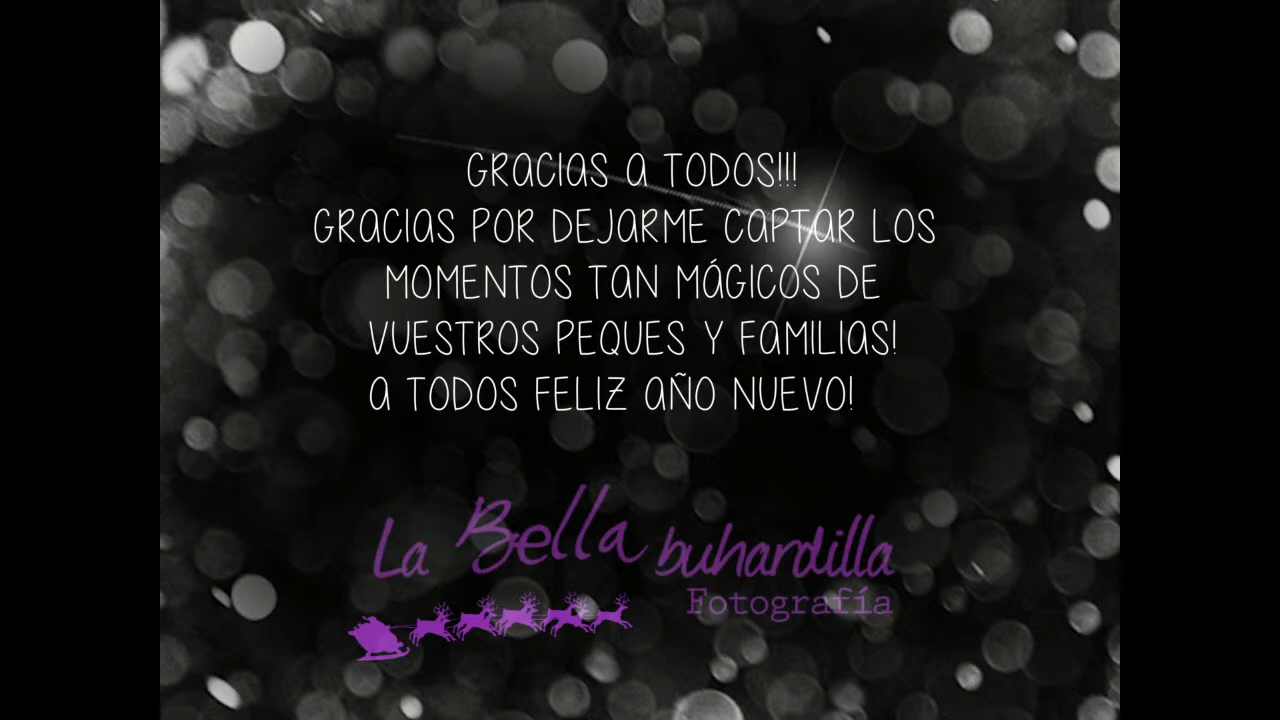 GRACIAS A TODOS!!!
GRACIAS POR DEJARME CAPTAR LOS
MOMENTOS TAN MÁGICOS DE
VUESTROS PEQUES Y FAMILIAS!
A TODOS FELIZ AÑO NUEVO!
La Bella buhardilla
Fotografía